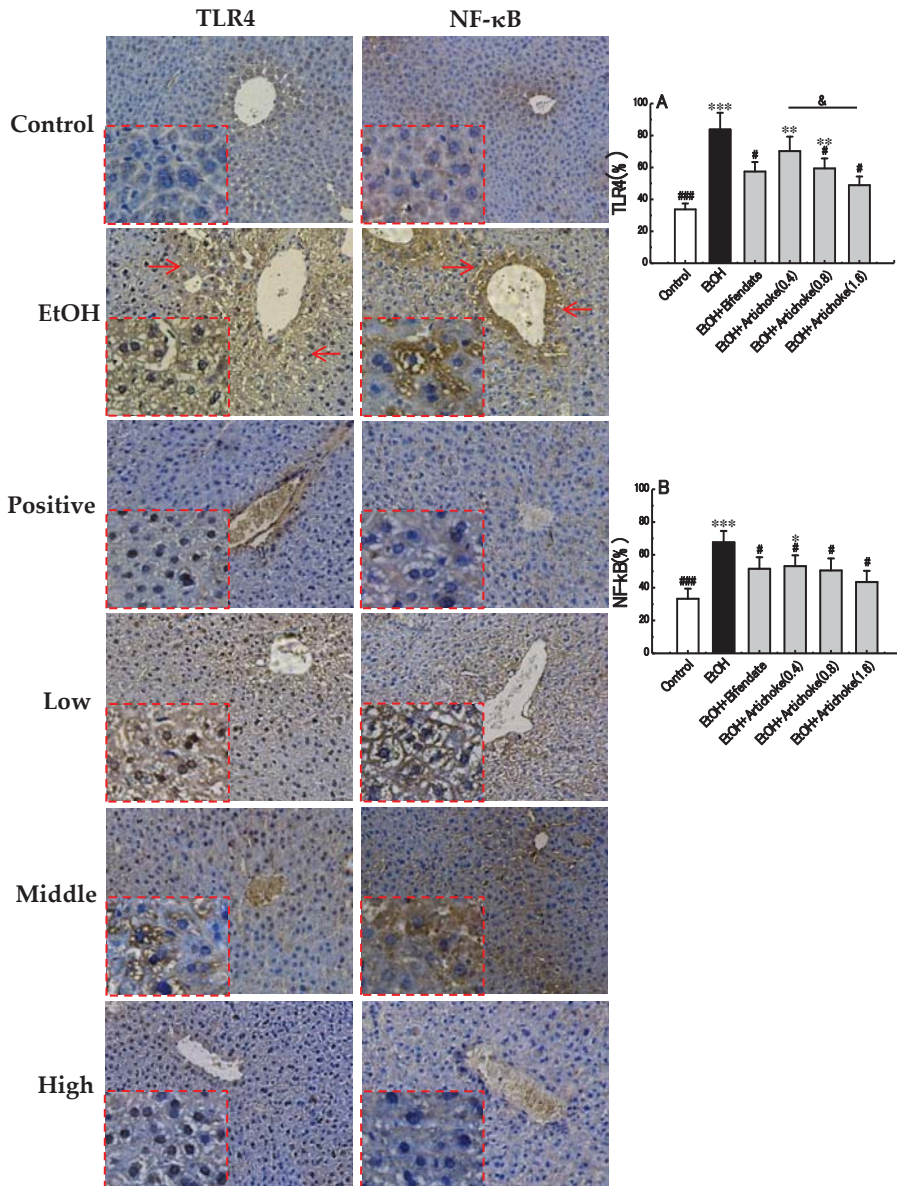 TLR4
NF-κB
Control
EtOH
Positive
Low
Middle
High
A
TLR4(%)
100
80
60
40
20
0
###
***
#
**
**
#
#
&
Control
EtOH
EtOH+Bifendate
EtOH+Artichoke(0.4)
EtOH+Artichoke(0.8)
EtOH+Artichoke(1.6)
B
NF-kB(%)
100
80
60
40
20
0
###
***
#
*
#
#
#
Control
EtOH
EtOH+Bifendate
EtOH+Artichoke(0.4)
EtOH+Artichoke(0.8)
EtOH+Artichoke(1.6)